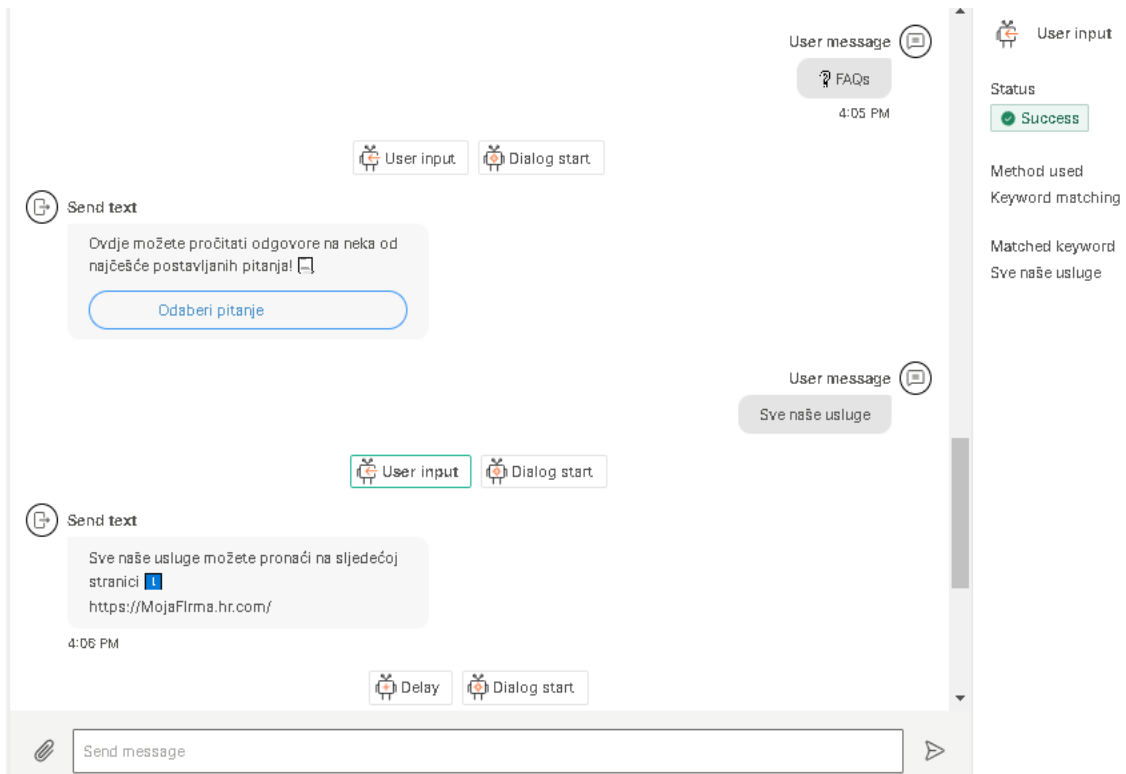 User message
❓ FAQs
4:05 PM
User input
Dialog start
Send text
Ovdje možete pročitati odgovore na neka od
najčešće postavljanih pitanja!
Odaberi pitanje
User message
Sve naše usluge
User input
Dialog start
Send text
Sve naše usluge možete pronaći na sljedećoj
stranici
https://MojaFIrma.hr.com/
4:06 PM
Delay
Dialog start
Send message
User input
Status
Success
Method used
Keyword matching
Matched keyword
Sve naše usluge